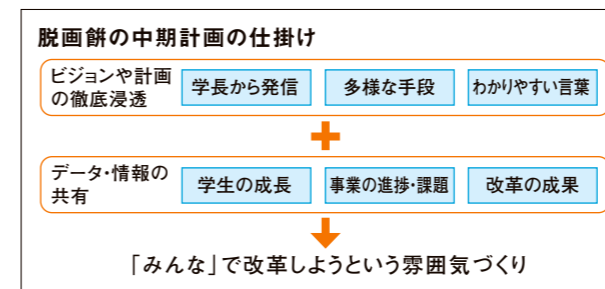 脱画餅の中期計画の仕掛け
ビジョンや計画
の徹底浸透
学長から発信
多様な手段
わかりやすい言葉
データ・情報の
共有
学生の成長
事業の進捗・課題
改革の成果
「みんな」で改革しようという雰囲気づくり